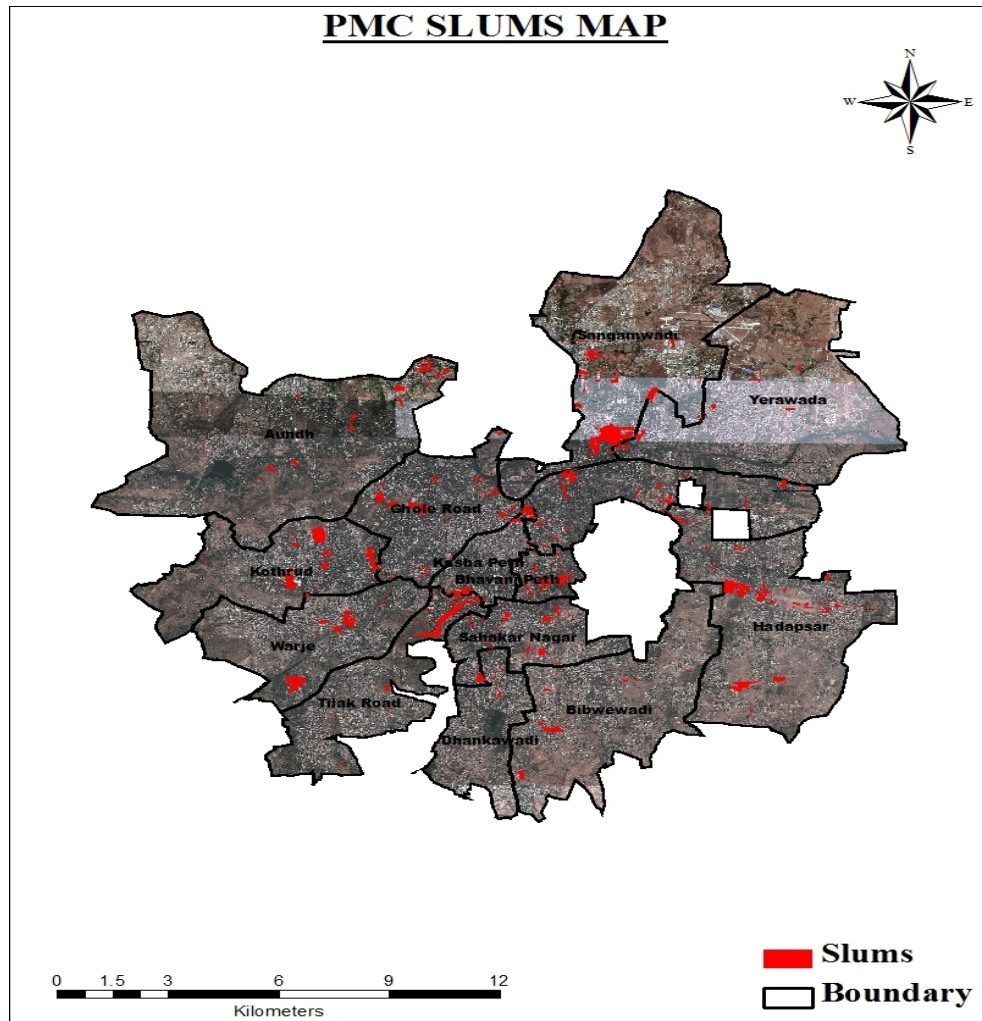 PMC SLUMS MAP
N
W E
S
Sangamwadi
Yerawada
Aundh
Ghole Road
Kasba Peth
Kothrud
Bhavani Peth
Hadapsar
Sahakar Nagar
Warje
Tilak Road
Bibwewadi
Dhankawadi
Slums
0 1.5 3 6 9 12
Boundary
Kilometers